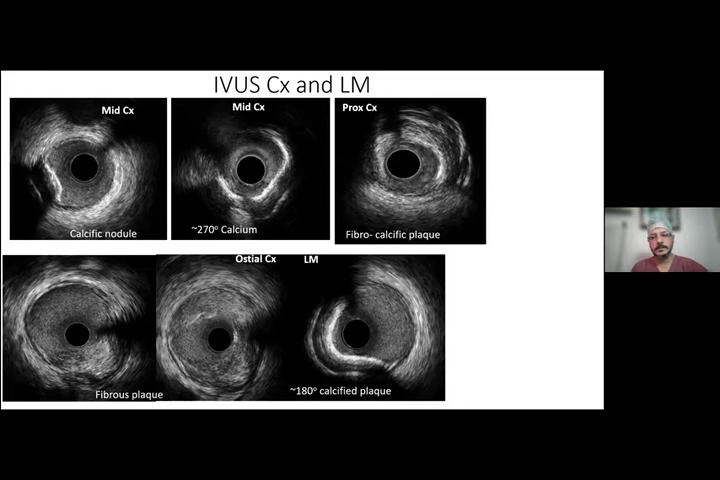 IVUS Cx and LM
Mid Cx
Calcific nodule
Mid Cx
~270° Calcium
Prox Cx
Fibro- calcific plaque
Fibrous plaque
Ostial Cx
LM
~180° calcified plaque